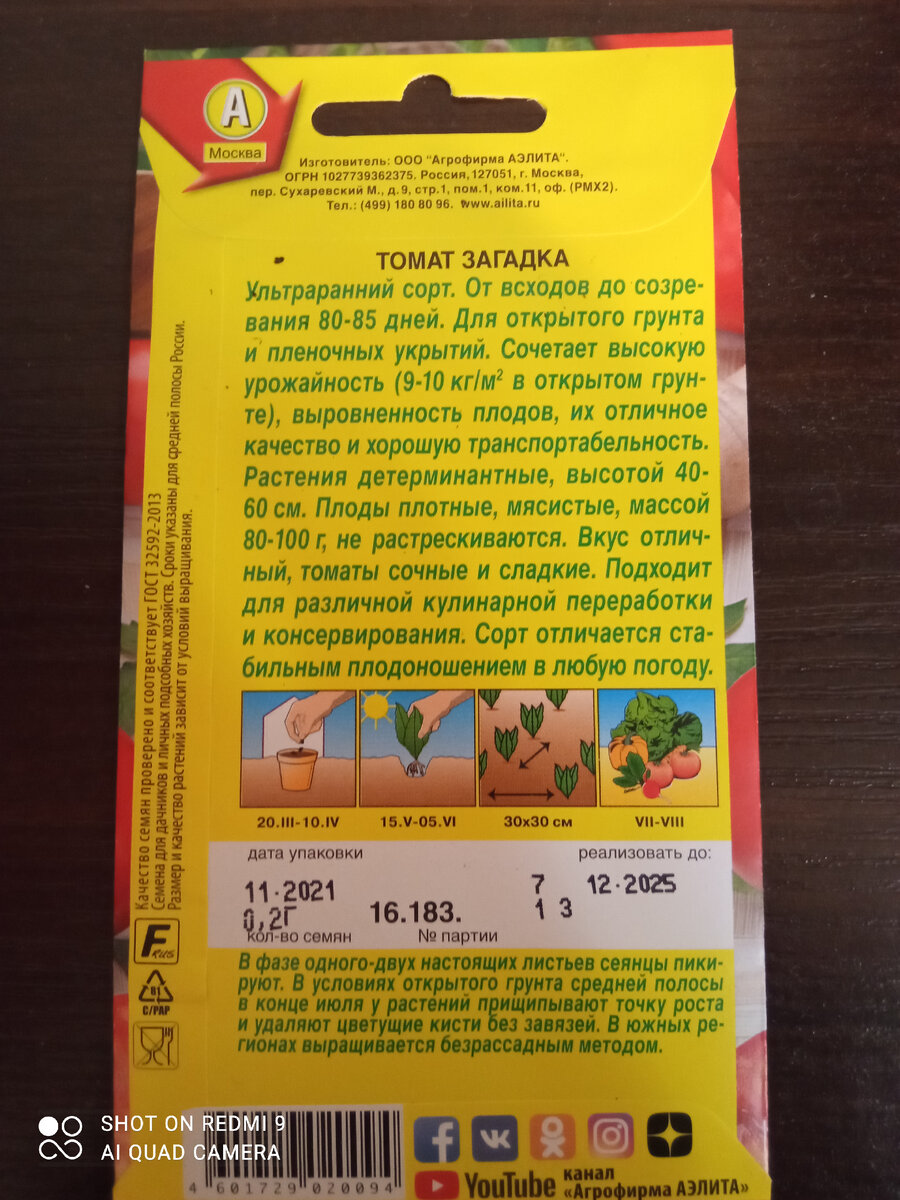 А
Москва
Изготовитель: ООО "Агрофирма АЭЛИТА".
ОГРН 1027739362375. Россия,127051, г. Москва,
пер. Сухаревский М., д.9, стр.1, пом.1, ком.11, оф. (РМХ2).
Тел.: (499) 180 80 96. www.ailita.ru
ТОМАТ ЗАГАДКА
Ультраранний сорт. От всходов до созре-
вания 80-85 дней. Для открытого грунта
и пленочных укрытий. Сочетает высокую
урожайность (9-10 кг/м² в открытом грун-
те), выровненность плодов, их отличное
качество и хорошую транспортабельность.
Растения детерминантные, высотой 40-
60 см. Плоды плотные, мясистые, массой
80-100 г, не растрескиваются. Вкус отлич-
ный, томаты сочные и сладкие. Подходит
для различной кулинарной переработки
и консервирования. Сорт отличается ста-
бильным плодоношением в любую погоду.
Качество семян проверено и соответствует ГОСТ 32592-2013
Семена для дачников и личных подсобных хозяйств. Сроки указаны для средней полосы России.
Размер и качество растений зависит от условий выращивания.
20.III-10.IV 15.V-05.VI 30x30 см VII-VIII
дата упаковки реализовать до:
11·2021 7 12·2025
0,2Г 16.183. 1 3
кол-во семян № партии
F RUS
81
C/PAP
В фазе одного-двух настоящих листьев сеянцы пики-
руют. В условиях открытого грунта средней полосы
в конце июля у растений прищипывают точку роста
и удаляют цветущие кисти без завязей. В южных ре-
гионах выращивается безрассадным методом.
4 601729 020094
YouTube канал
«Агрофирма АЭЛИТА»
SHOT ON REDMI 9
AI QUAD CAMERA